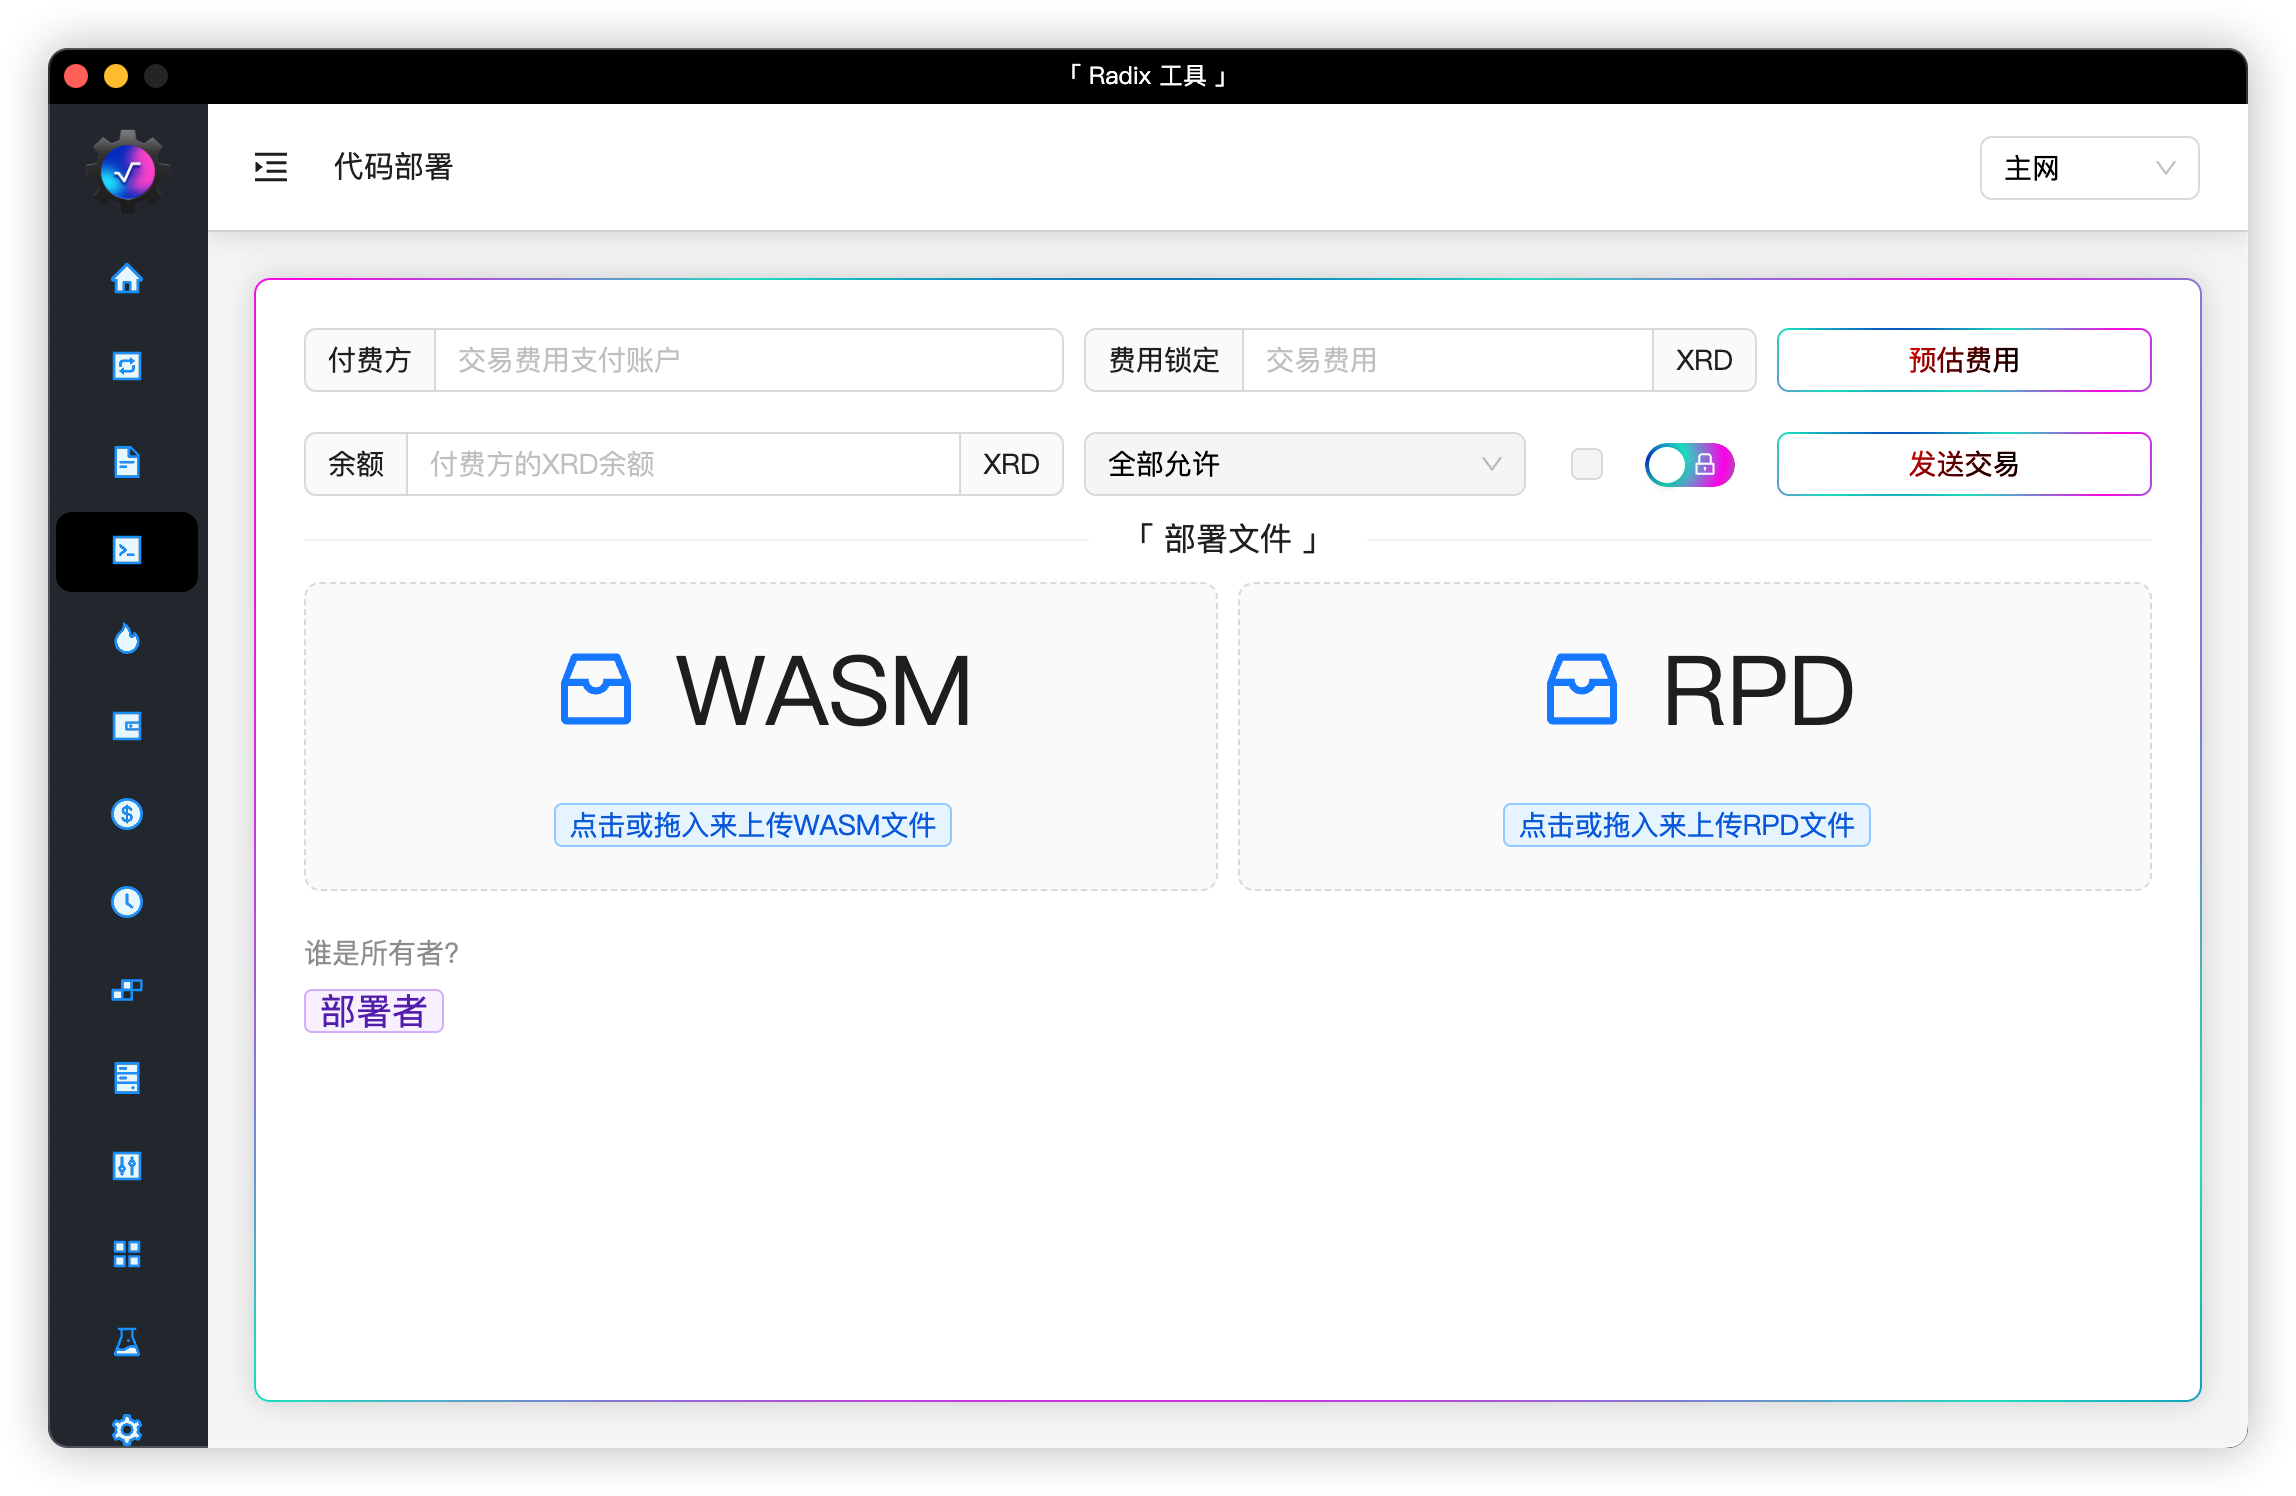 「 Radix 工具 」
代码部署
主网
付费方 交易费用支付账户 费用锁定 交易费用 XRD 预估费用
余额 付费方的XRD余额 XRD 全部允许 发送交易
「 部署文件 」
WASM RPD
点击或拖入来上传WASM文件 点击或拖入来上传RPD文件
谁是所有者?
部署者